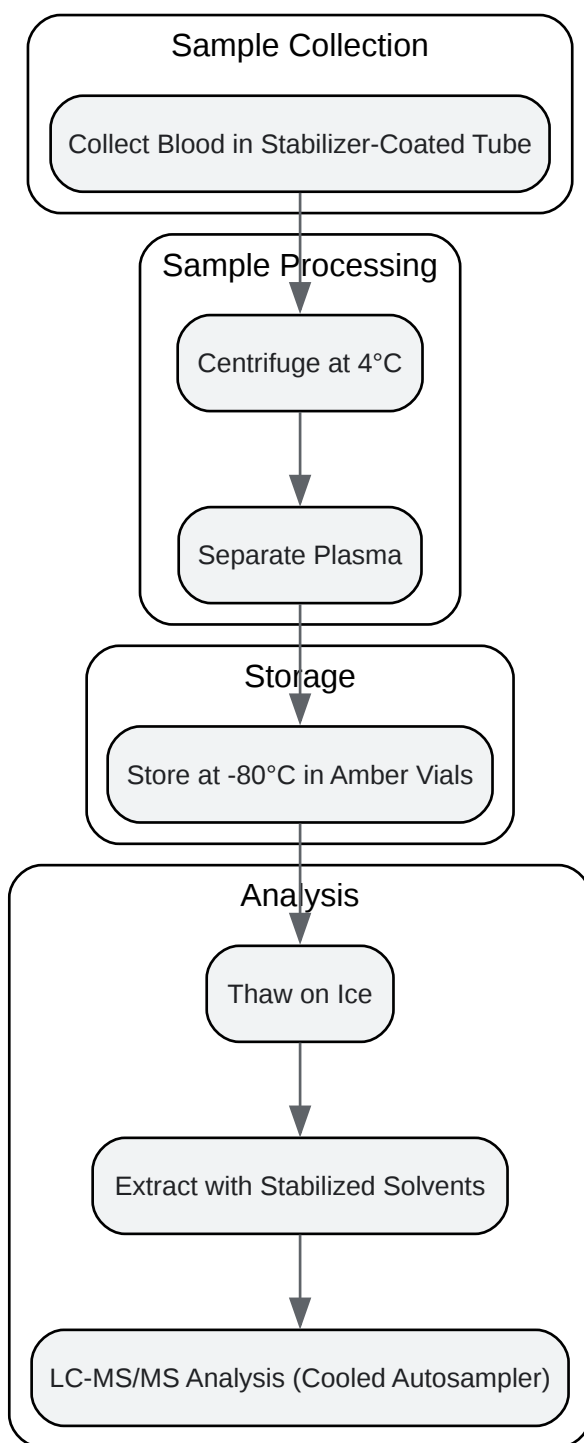 Sample Collection
Collect Blood in Stabilizer-Coated Tube
Sample Processing
Centrifuge at 4°C
Separate Plasma
Storage
Store at -80°C in Amber Vials
Analysis
Thaw on Ice
Extract with Stabilized Solvents
LC-MS/MS Analysis (Cooled Autosampler)